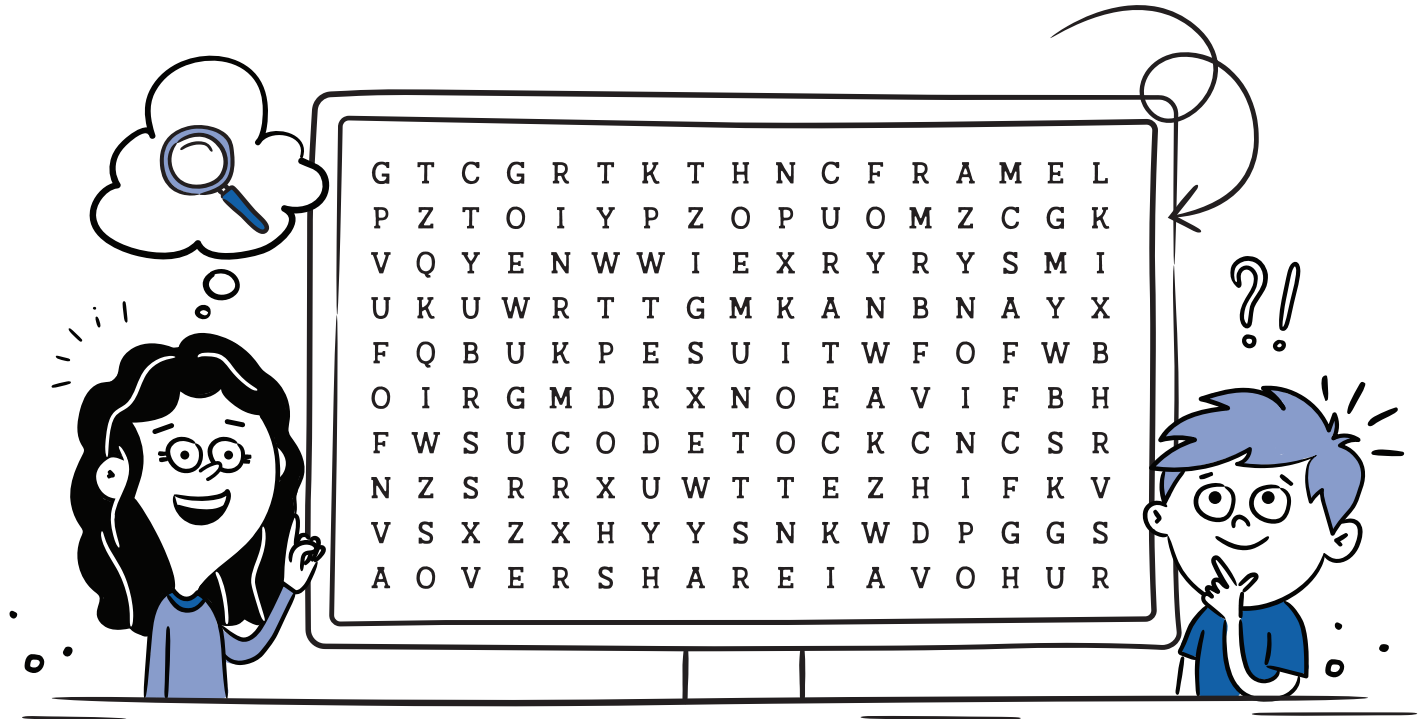 G T C G R T K T H N C F R A M E L
P Z T O I Y P Z O P U O M Z C G K
V Q Y E N W W I E X R Y R Y S M I
U K U W R T T G M K A N B N A Y X
F Q B U K P E S U I T W F O F W B
O I R G M D R X N O E A V I F B H
F W S U C O D E T O C K C N C S R
N Z S R R X U W T T E Z H I F K V
V S X Z X H Y Y S N K W D P G G S
A O V E R S H A R E I A V O H U R
?!